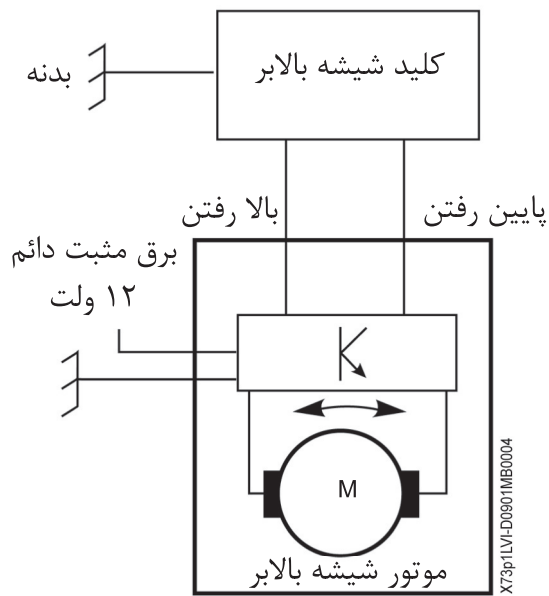 کلید شیشه بالابر
بدنه
بالا رفتن
پایین رفتن
برق مثبت دائم
۱۲ ولت
M
موتور شیشه بالابر
X73p1LVI-D0901MB0004